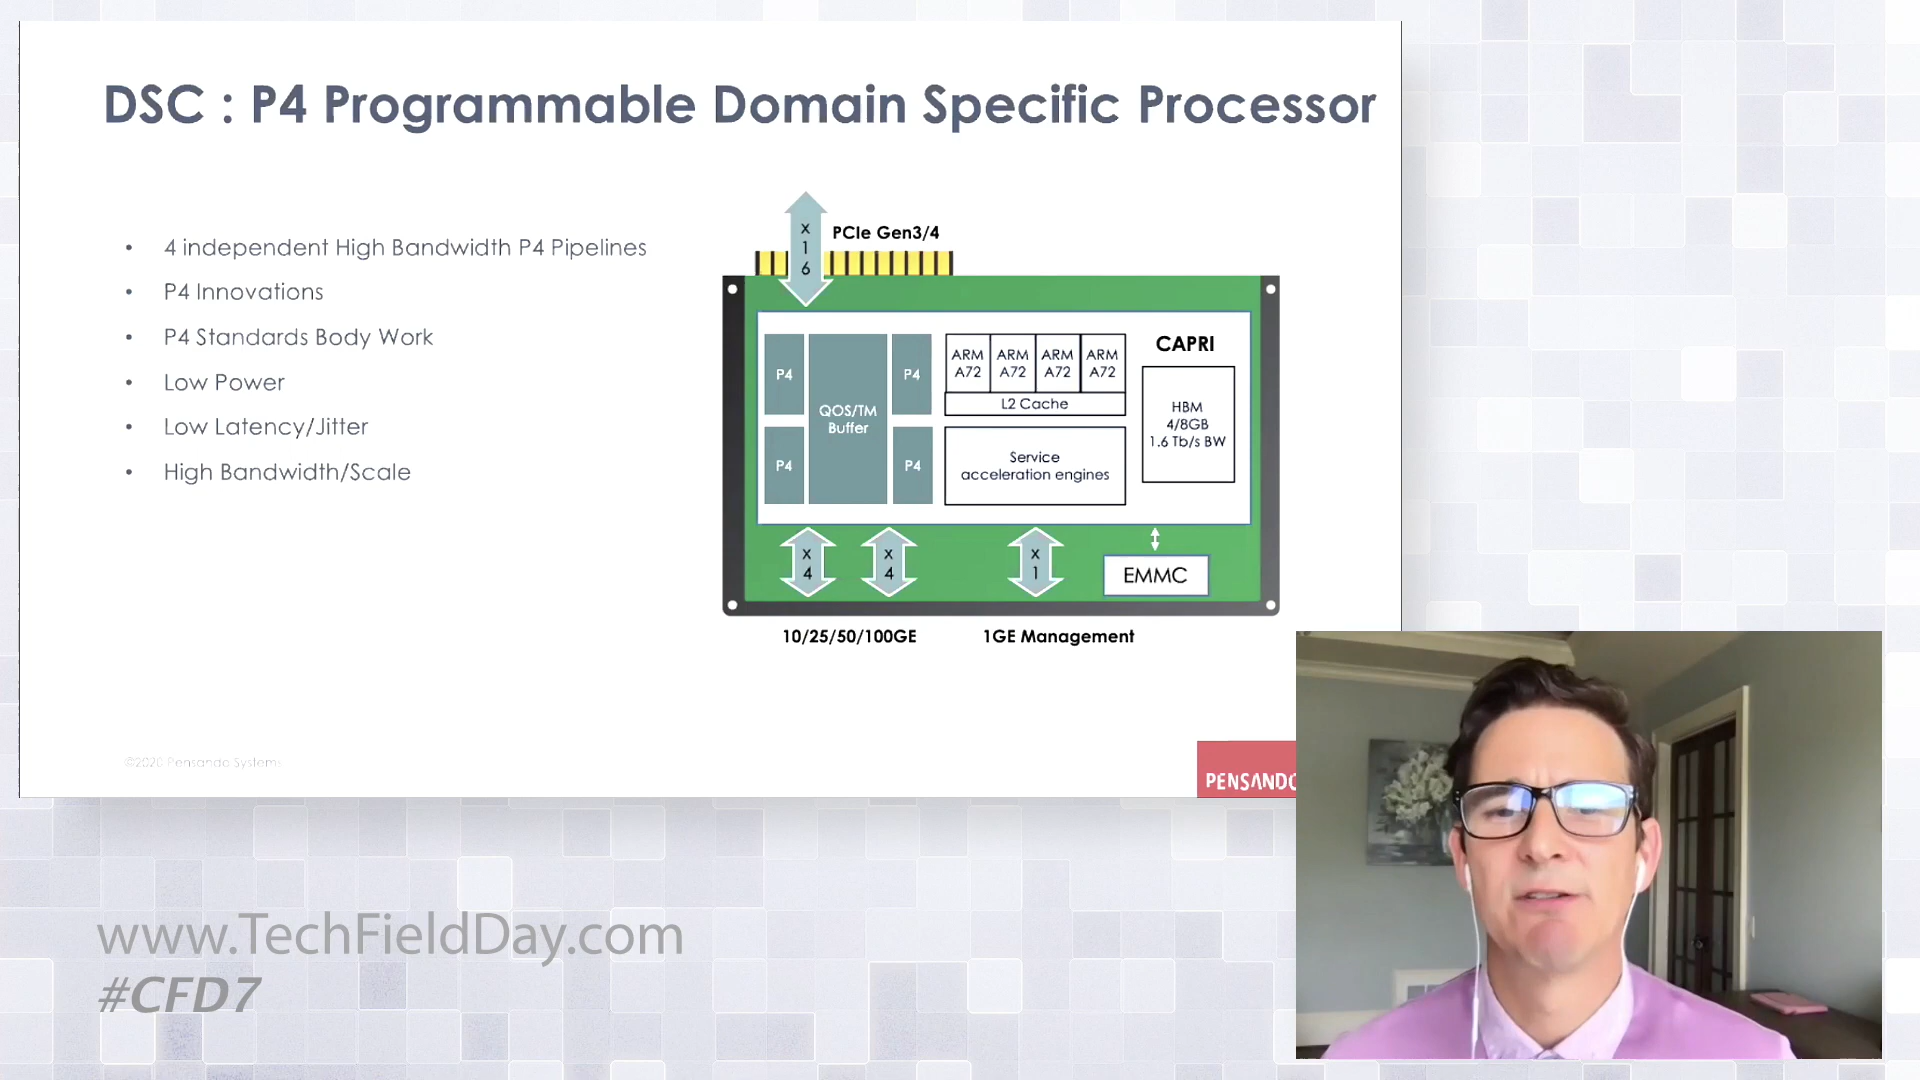 DSC : P4 Programmable Domain Specific Processor
• 4 independent High Bandwidth P4 Pipelines
• P4 Innovations
• P4 Standards Body Work
• Low Power
• Low Latency/Jitter
• High Bandwidth/Scale
x
1
6
PCIe Gen3/4
P4
QOS/TM
Buffer
P4
P4
P4
ARM
A72
ARM
A72
ARM
A72
ARM
A72
L2 Cache
Service
acceleration engines
CAPRI
HBM
4/8GB
1.6 Tb/s BW
x
4
x
4
x
1
EMMC
10/25/50/100GE
1GE Management
©2020 Pensando Systems
PENSANDO
www.TechFieldDay.com
#CFD7